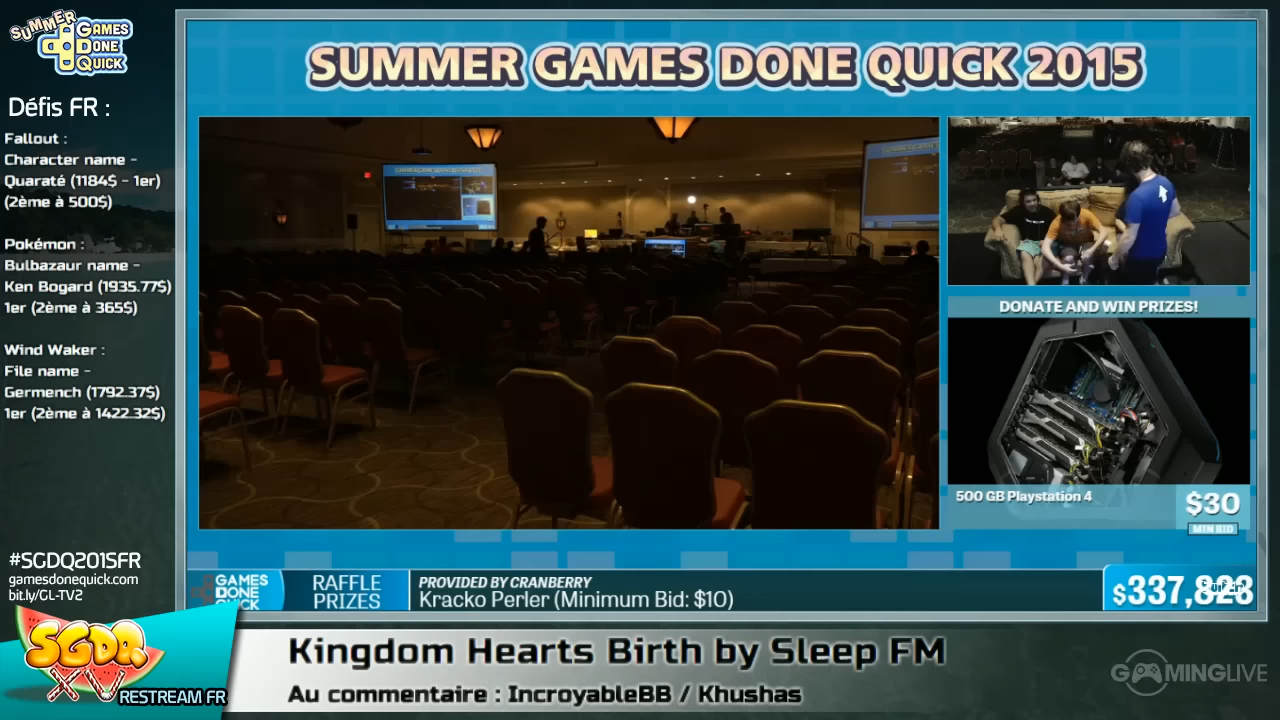 SUMMER
GAMES
DONE
QUICK
Défis FR :
Fallout :
Character name -
Quaraté (1184$ - 1er)
(2ème à 500$)
Pokémon :
Bulbazaur name -
Ken Bogard (1935.77$)
1er (2ème à 365$)
Wind Waker :
File name -
Germench (1792.37$)
1er (2ème à 1422.32$)
#SGDQ2015FR
gamesdonequick.com
bit.ly/GL-TV2
SGDQ
RESTREAM FR
SUMMER GAMES DONE QUICK 2015
DONATE AND WIN PRIZES!
500 GB Playstation 4
$30
MIN BID
GAMES
DONE
QUICK
RAFFLE
PRIZES
PROVIDED BY CRANBERRY
Kracko Perler (Minimum Bid: $10)
$337,828
Kingdom Hearts Birth by Sleep FM
Au commentaire : IncroyableBB / Khushas
GAMINGLIVE